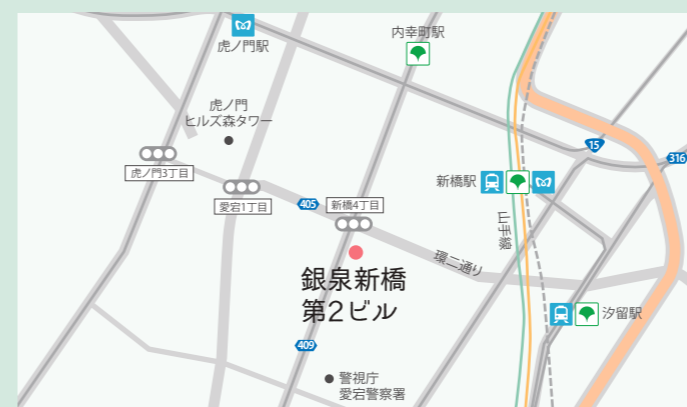 内幸町駅
虎ノ門駅
虎ノ門
ヒルズ森タワー
15
316
虎ノ門3丁目
新橋駅
愛宕1丁目
405
新橋4丁目
山手線
環二通り
銀泉新橋
第2ビル
汐留駅
409
警視庁
愛宕警察署